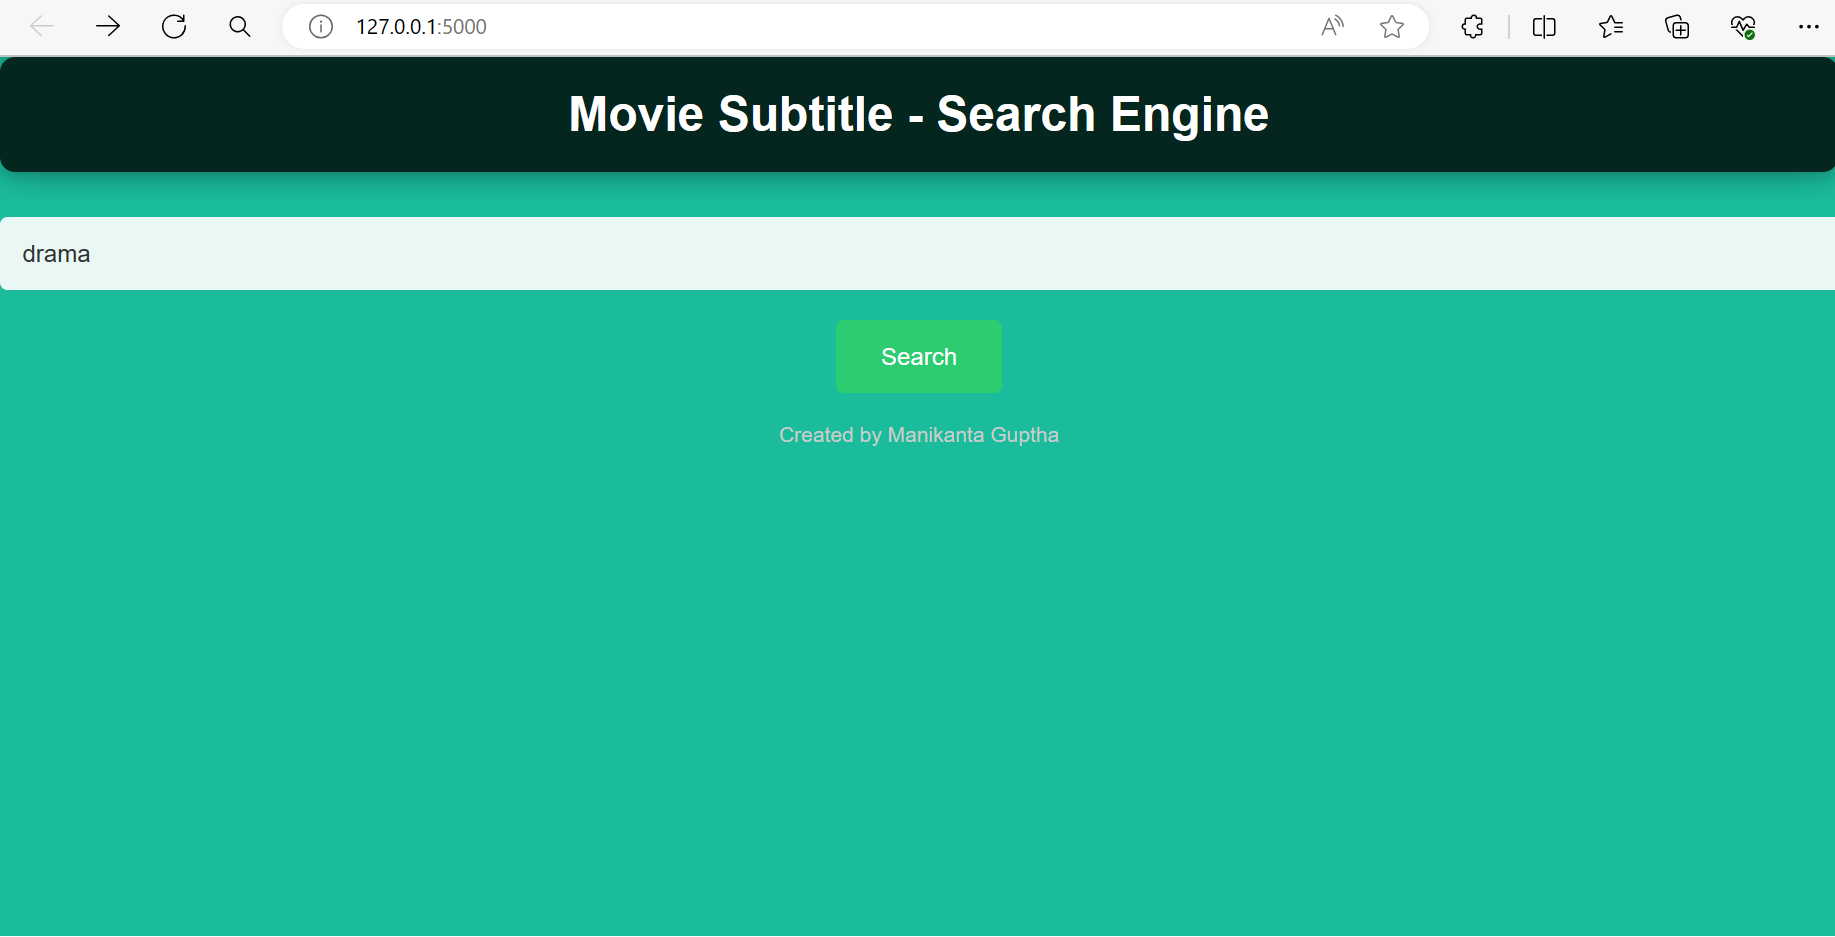 127.0.0.1:5000
Movie Subtitle - Search Engine
drama
Search
Created by Manikanta Guptha